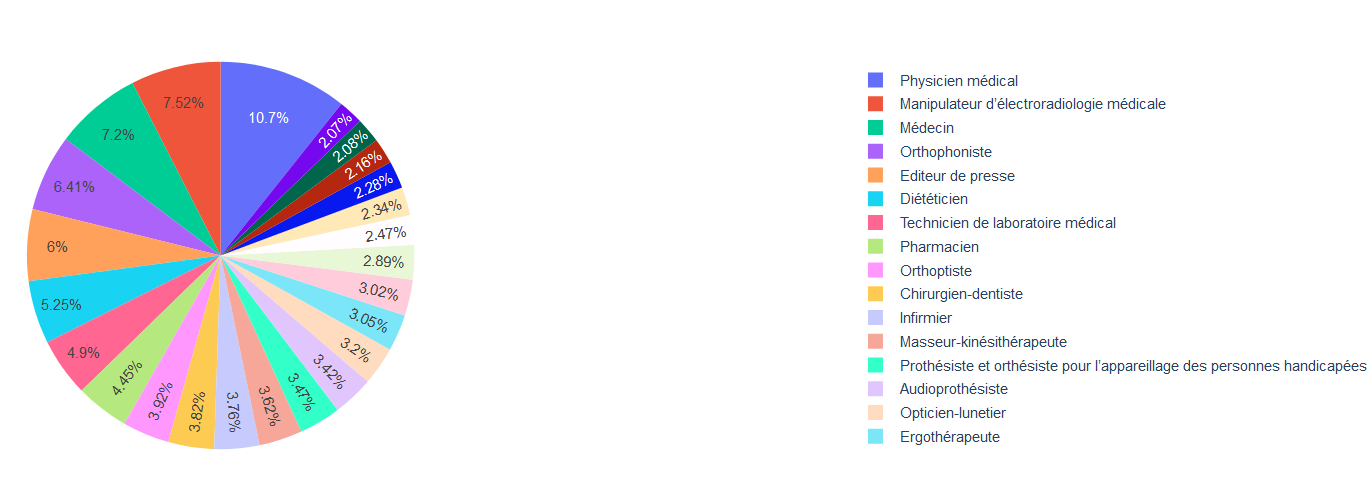 10.7%
7.52%
7.2%
6.41%
6%
5.25%
4.9%
4.45%
3.92%
3.82%
3.76%
3.62%
3.47%
3.42%
3.2%
3.05%
3.02%
2.89%
2.47%
2.34%
2.28%
2.16%
2.08%
2.07%
Physicien médical
Manipulateur d’électroradiologie médicale
Médecin
Orthophoniste
Editeur de presse
Diététicien
Technicien de laboratoire médical
Pharmacien
Orthoptiste
Chirurgien-dentiste
Infirmier
Masseur-kinésithérapeute
Prothésiste et orthésiste pour l’appareillage des personnes handicapées
Audioprothésiste
Opticien-lunetier
Ergothérapeute